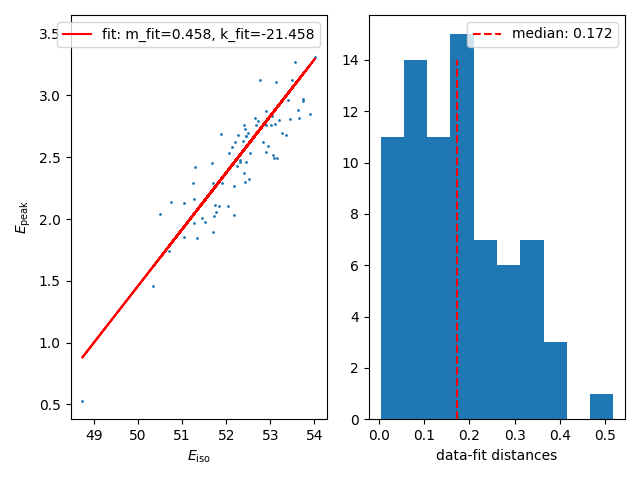 fit: m_fit=0.458, k_fit=-21.458
3.5
3.0
2.5
2.0
1.5
1.0
0.5
E_peak
49 50 51 52 53 54
E_iso
median: 0.172
14
12
10
8
6
4
2
0
0.0 0.1 0.2 0.3 0.4 0.5
data-fit distances